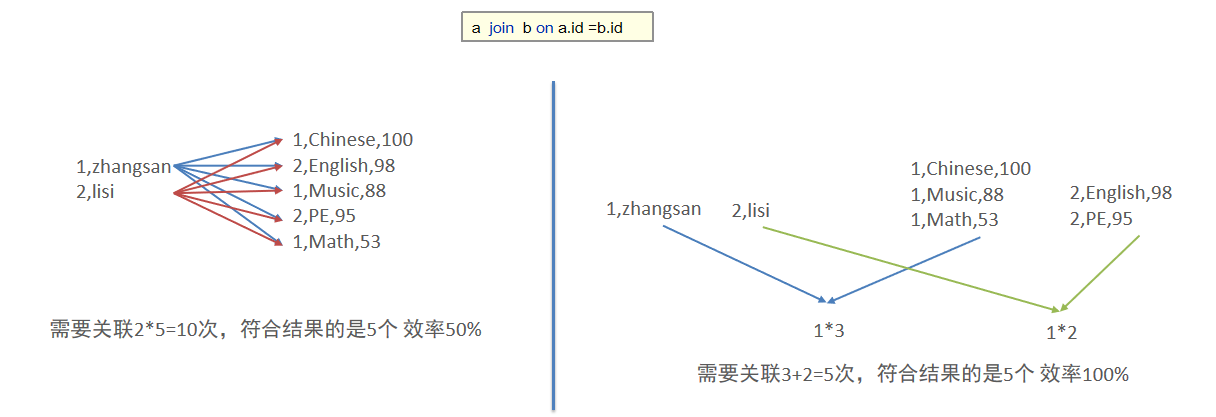 a join b on a.id =b.id
1,zhangsan
2,lisi
1,Chinese,100
2,English,98
1,Music,88
2,PE,95
1,Math,53
需要关联2*5=10次，符合结果的是5个 效率50%
1,zhangsan
2,lisi
1,Chinese,100
1,Music,88
1,Math,53
2,English,98
2,PE,95
1*3
1*2
需要关联3+2=5次，符合结果的是5个 效率100%